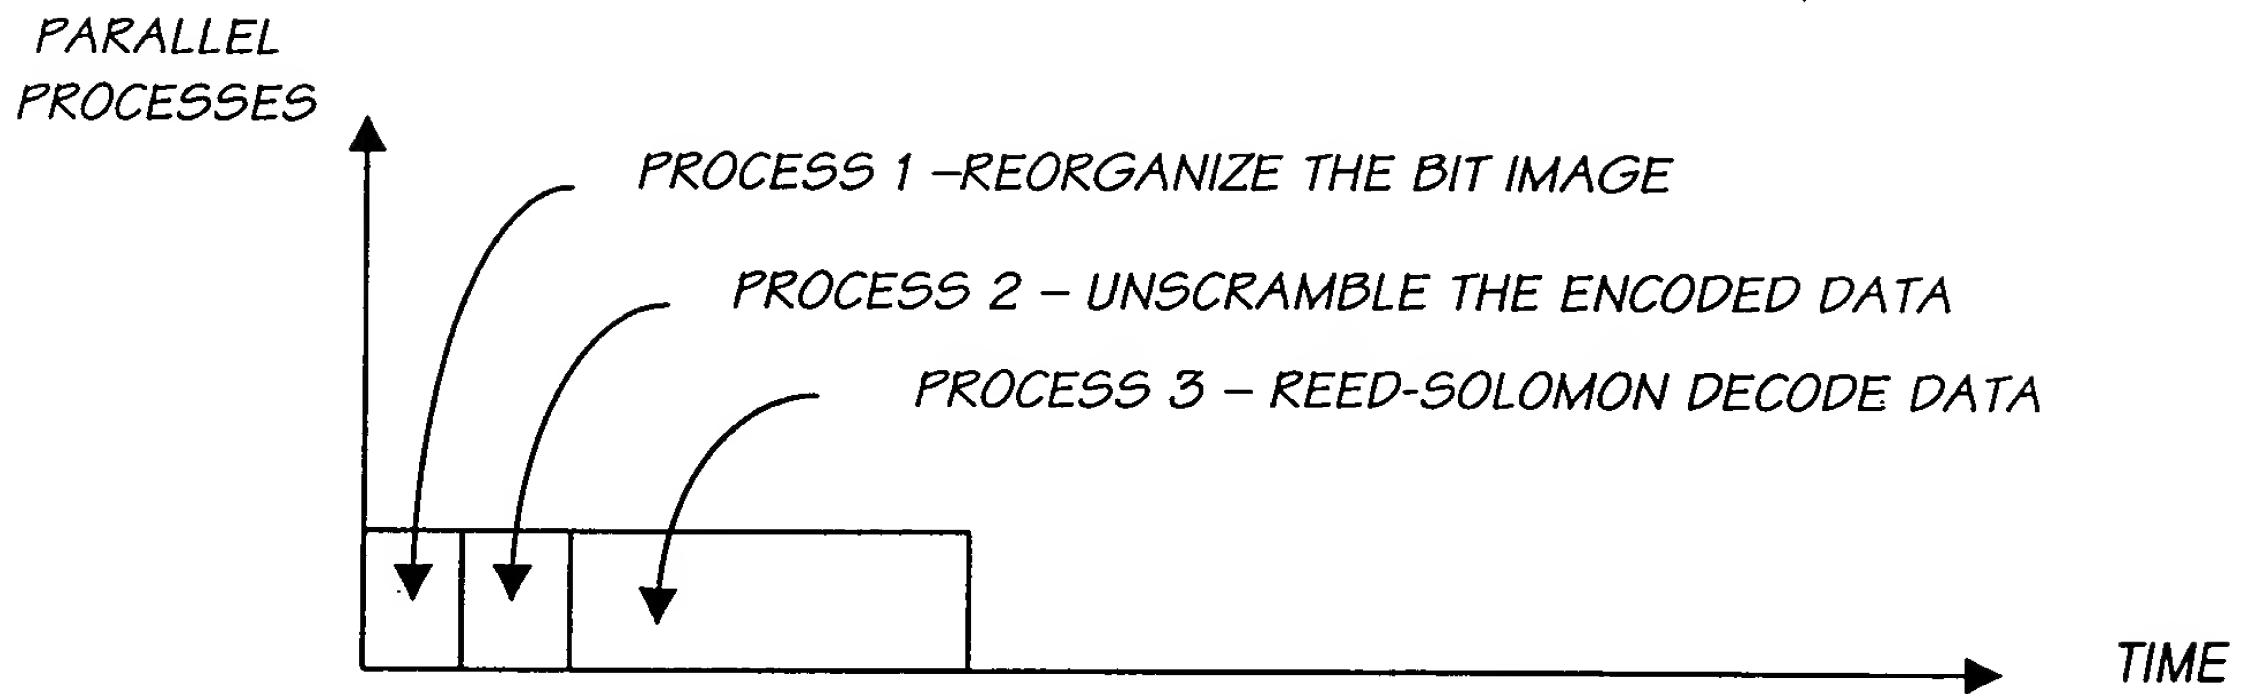 PARALLEL
PROCESSES
PROCESS 1 –REORGANIZE THE BIT IMAGE
PROCESS 2 – UNSCRAMBLE THE ENCODED DATA
PROCESS 3 – REED-SOLOMON DECODE DATA
TIME